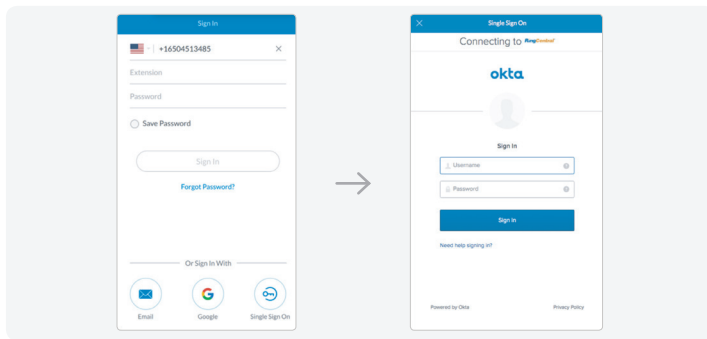 Sign In
+16504513485
Extension
Password
Save Password
Sign In
Forgot Password?
Or Sign In With
Email
Google
Single Sign On
Single Sign On
Connecting to RingCentral
okta
Sign In
Username
Password
Sign in
Need help signing in?
Powered by Okta
Privacy Policy